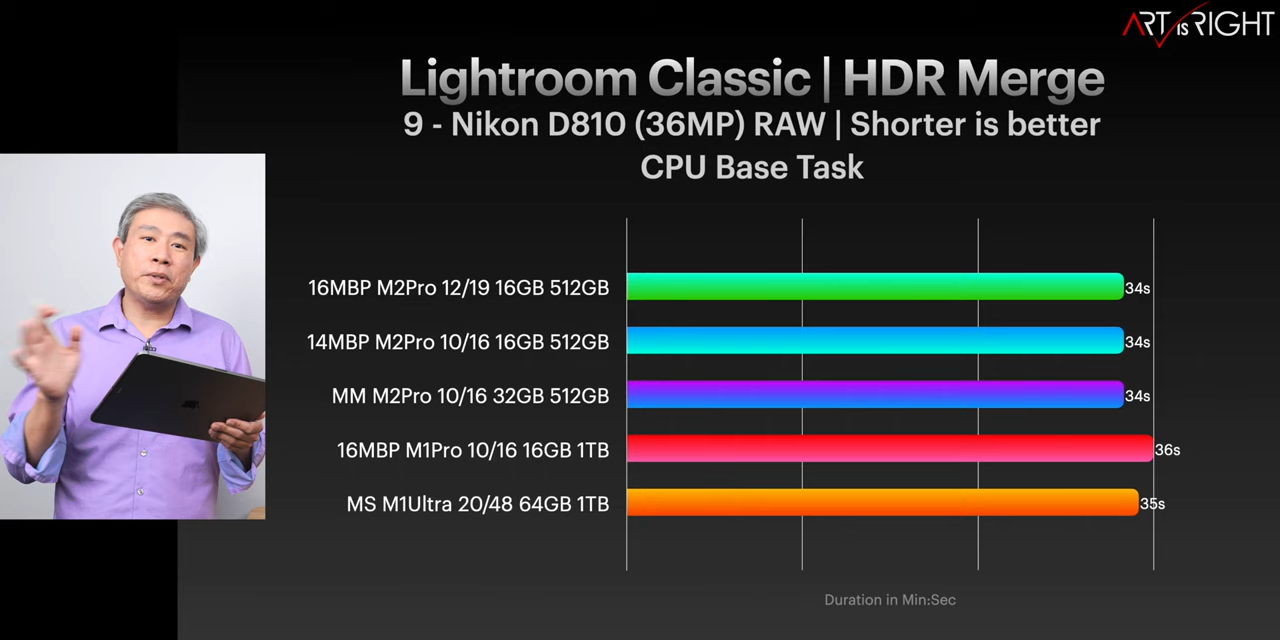 ART IS RIGHT
Lightroom Classic | HDR Merge
9 - Nikon D810 (36MP) RAW | Shorter is better
CPU Base Task
16MBP M2Pro 12/19 16GB 512GB 34s
14MBP M2Pro 10/16 16GB 512GB 34s
MM M2Pro 10/16 32GB 512GB 34s
16MBP M1Pro 10/16 16GB 1TB 36s
MS M1Ultra 20/48 64GB 1TB 35s
Duration in Min:Sec